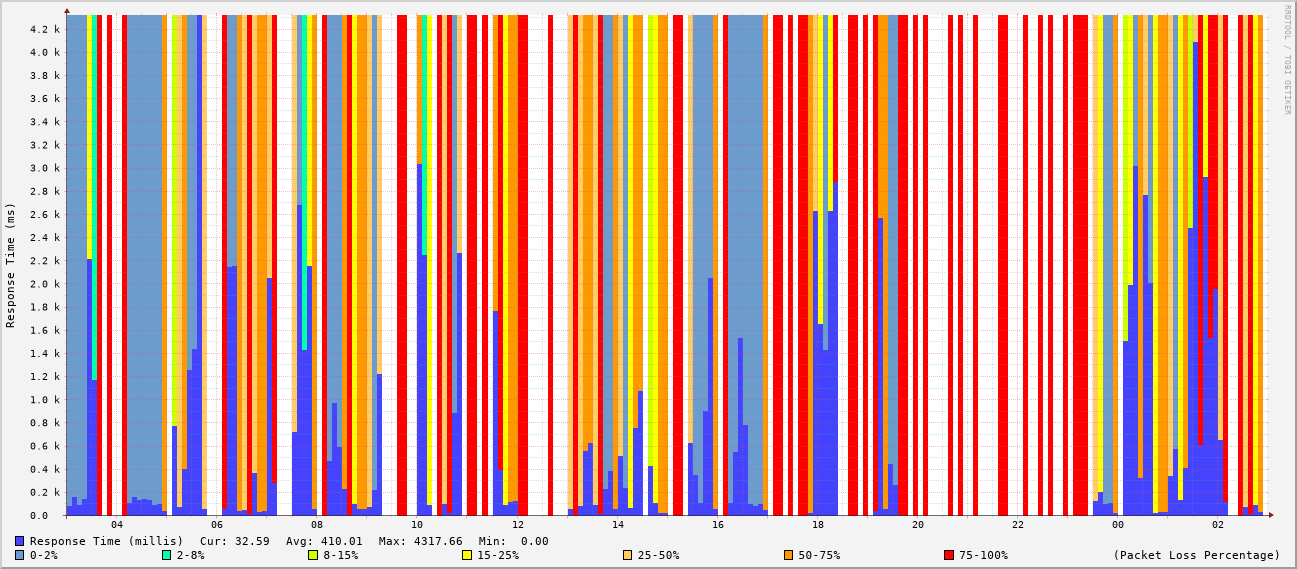 RRDTOOL / TOBI OETIKER
Response Time (ms)
4.2 k
4.0 k
3.8 k
3.6 k
3.4 k
3.2 k
3.0 k
2.8 k
2.6 k
2.4 k
2.2 k
2.0 k
1.8 k
1.6 k
1.4 k
1.2 k
1.0 k
0.8 k
0.6 k
0.4 k
0.2 k
0.0
04 06 08 10 12 14 16 18 20 22 00 02
Response Time (millis) Cur: 32.59 Avg: 410.01 Max: 4317.66 Min: 0.00
0-2% 2-8% 8-15% 15-25% 25-50% 50-75% 75-100% (Packet Loss Percentage)